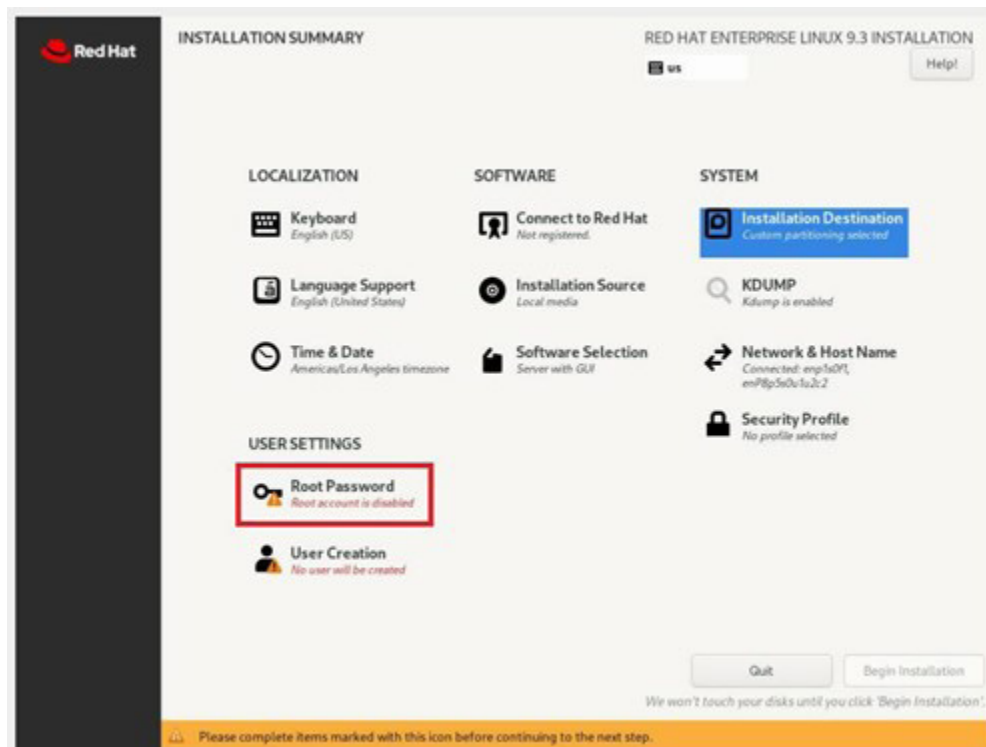 Red Hat
INSTALLATION SUMMARY
RED HAT ENTERPRISE LINUX 9.3 INSTALLATION
us
Help!
LOCALIZATION
Keyboard
English (US)
Language Support
English (United States)
Time & Date
Americas/Los Angeles timezone
SOFTWARE
Connect to Red Hat
Not registered.
Installation Source
Local media
Software Selection
Server with GUI
SYSTEM
Installation Destination
Custom partitioning selected
KDUMP
Kdump is enabled
Network & Host Name
Connected: enp1s0f1,
enP8p5s0u1u2c2
Security Profile
No profile selected
USER SETTINGS
Root Password
Root account is disabled
User Creation
No user will be created
Quit
Begin Installation
We won't touch your disks until you click 'Begin Installation'.
Please complete items marked with this icon before continuing to the next step.